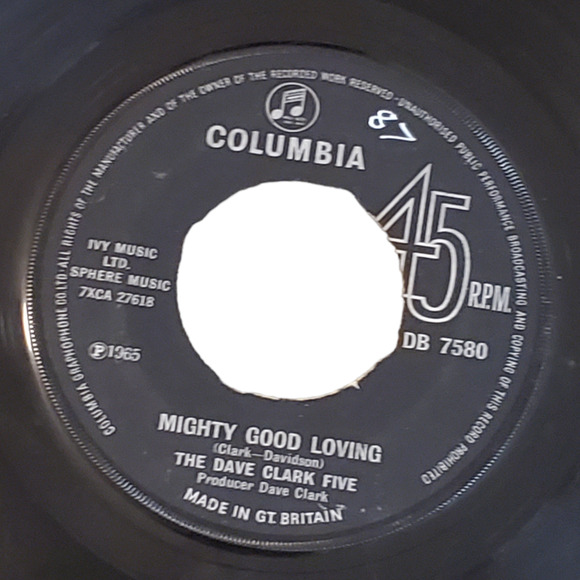 COLUMBIA GRAPHOPHONE CO. LTD. ALL RIGHTS OF THE MANUFACTURER AND OF THE OWNER OF THE RECORDED WORK RESERVED · UNAUTHORISED PUBLIC PERFORMANCE BROADCASTING AND COPYING OF THIS RECORD PROHIBITED
87
COLUMBIA
45
R.P.M.
IVY MUSIC
LTD.
SPHERE MUSIC
7XCA 27618
DB 7580
Ⓟ1965
MIGHTY GOOD LOVING
(Clark—Davidson)
THE DAVE CLARK FIVE
Producer Dave Clark
MADE IN GT. BRITAIN